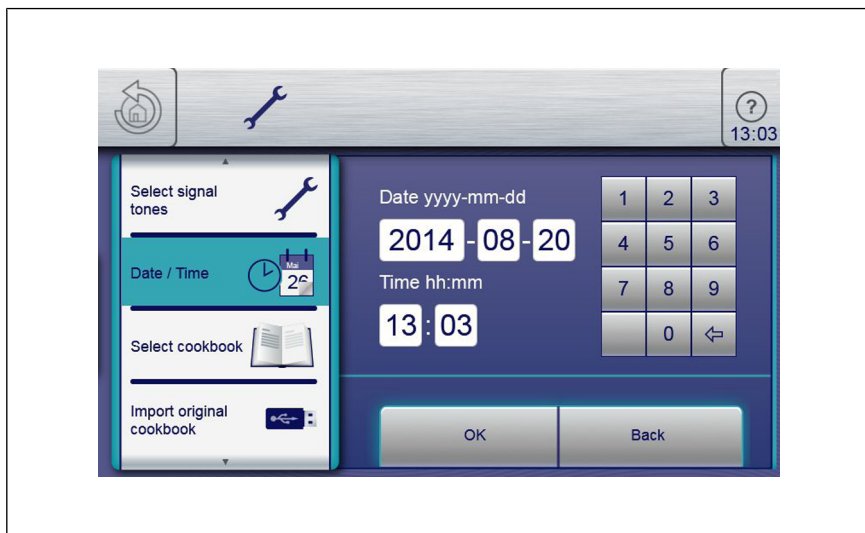 ?
13:03
Select signal
tones
Date / Time
Mai
26
Select cookbook
Import original
cookbook
Date yyyy-mm-dd
2014 - 08 - 20
Time hh:mm
13 : 03
1 2 3
4 5 6
7 8 9
0
OK
Back